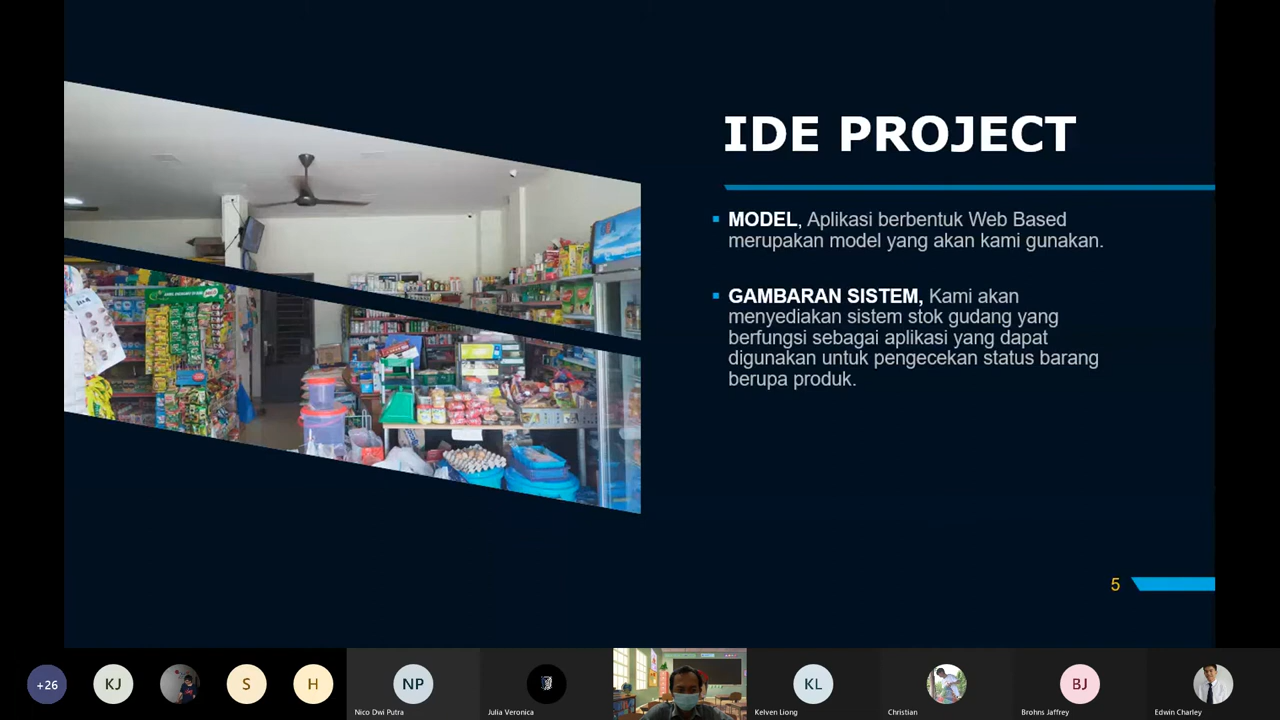 IDE PROJECT
MODEL, Aplikasi berbentuk Web Based
merupakan model yang akan kami gunakan.
GAMBARAN SISTEM, Kami akan
menyediakan sistem stok gudang yang
berfungsi sebagai aplikasi yang dapat
digunakan untuk pengecekan status barang
berupa produk.
5
+26
KJ
S
H
NP
KL
BJ
Nico Dwi Putra
Julia Veronica
Kelven Liong
Christian
Brohns Jaffrey
Edwin Charley